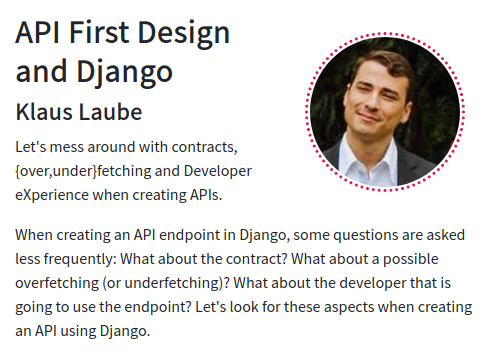 API First Design
and Django
Klaus Laube
Let's mess around with contracts,
{over,under}fetching and Developer
eXperience when creating APIs.
When creating an API endpoint in Django, some questions are asked
less frequently: What about the contract? What about a possible
overfetching (or underfetching)? What about the developer that is
going to use the endpoint? Let's look for these aspects when creating
an API using Django.